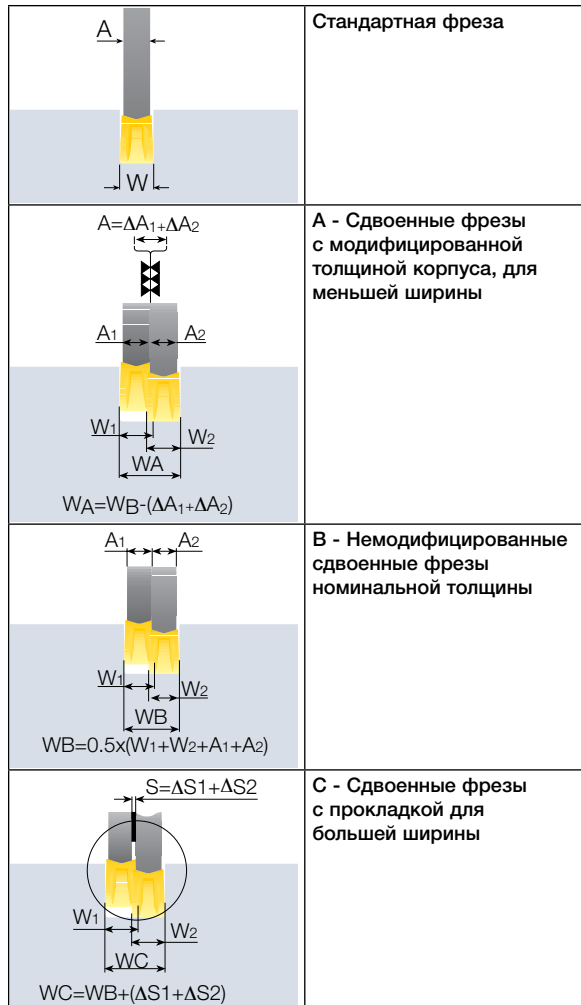 A
W
Стандартная фреза
A=ΔA1+ΔA2
A1
A2
W1
W2
WA
WA=WB-(ΔA1+ΔA2)
A - Сдвоенные фрезы
с модифицированной
толщиной корпуса, для
меньшей ширины
A1
A2
W1
W2
WB
WB=0.5x(W1+W2+A1+A2)
B - Немодифицированные
сдвоенные фрезы
номинальной толщины
S=ΔS1+ΔS2
W1
W2
WC
WC=WB+(ΔS1+ΔS2)
C - Сдвоенные фрезы
с прокладкой для
большей ширины